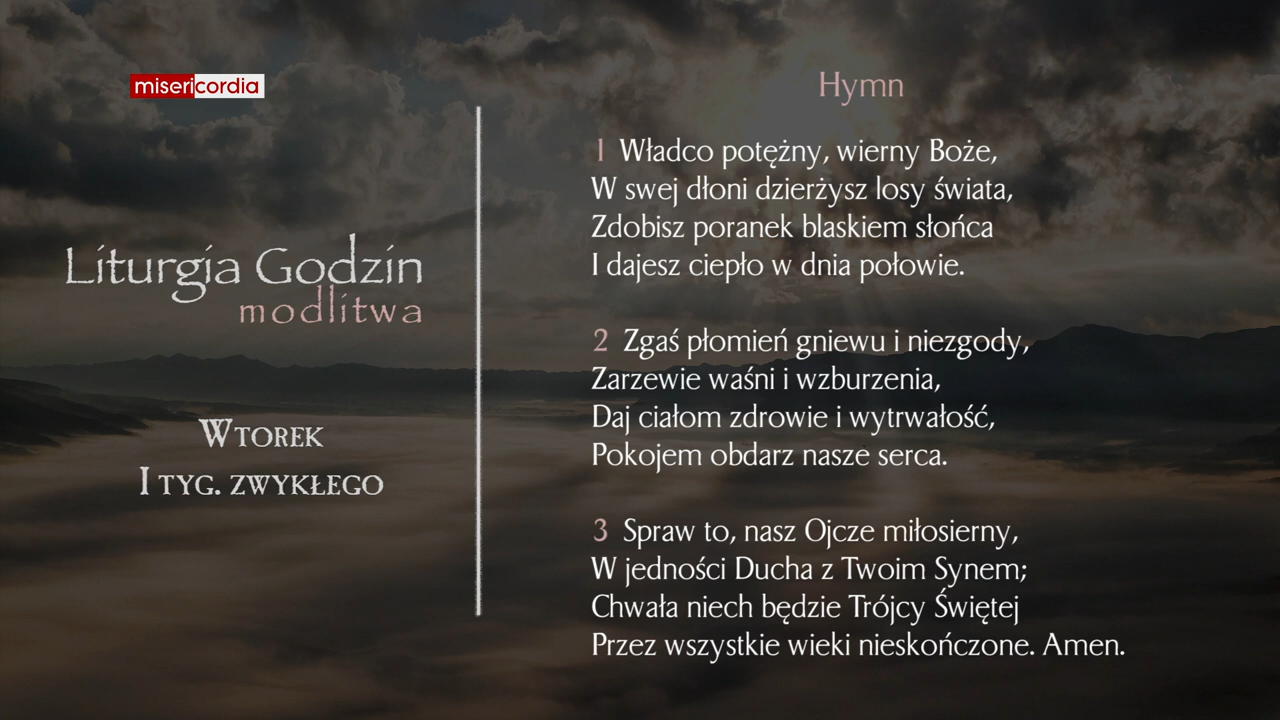 misericordia
Liturgia Godzin
modlitwa
Wtorek
I tyg. zwykłego
Hymn
1 Władco potężny, wierny Boże,
W swej dłoni dzierżysz losy świata,
Zdobisz poranek blaskiem słońca
I dajesz ciepło w dnia połowie.
2 Zgaś płomień gniewu i niezgody,
Zarzewie waśni i wzburzenia,
Daj ciałom zdrowie i wytrwałość,
Pokojem obdarz nasze serca.
3 Spraw to, nasz Ojcze miłosierny,
W jedności Ducha z Twoim Synem;
Chwała niech będzie Trójcy Świętej
Przez wszystkie wieki nieskończone. Amen.